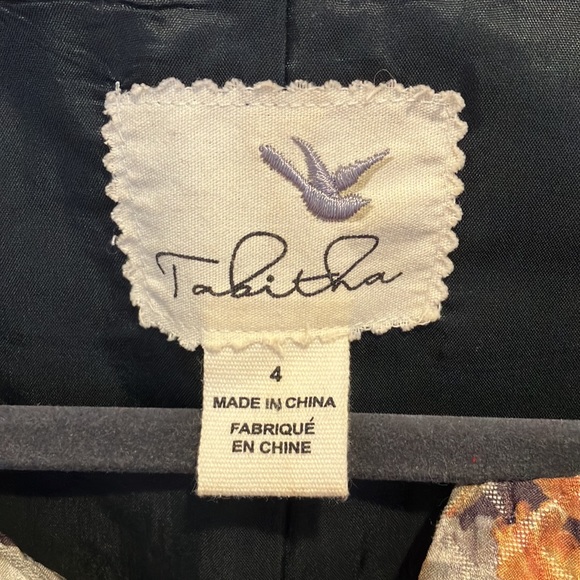 Tabitha
4
MADE IN CHINA
FABRIQUÉ
EN CHINE